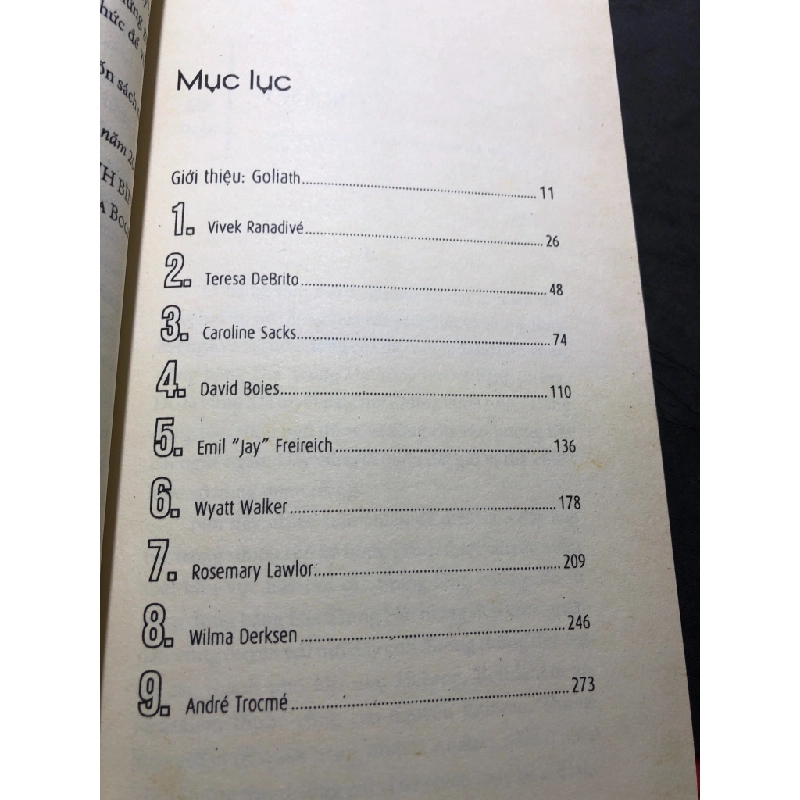 Mục lục
Giới thiệu: Goliath 11
1. Vivek Ranadivé 26
2. Teresa DeBrito 48
3. Caroline Sacks 74
4. David Boies 110
5. Emil "Jay" Freireich 136
6. Wyatt Walker 178
7. Rosemary Lawlor 209
8. Wilma Derksen 246
9. André Trocmé 273